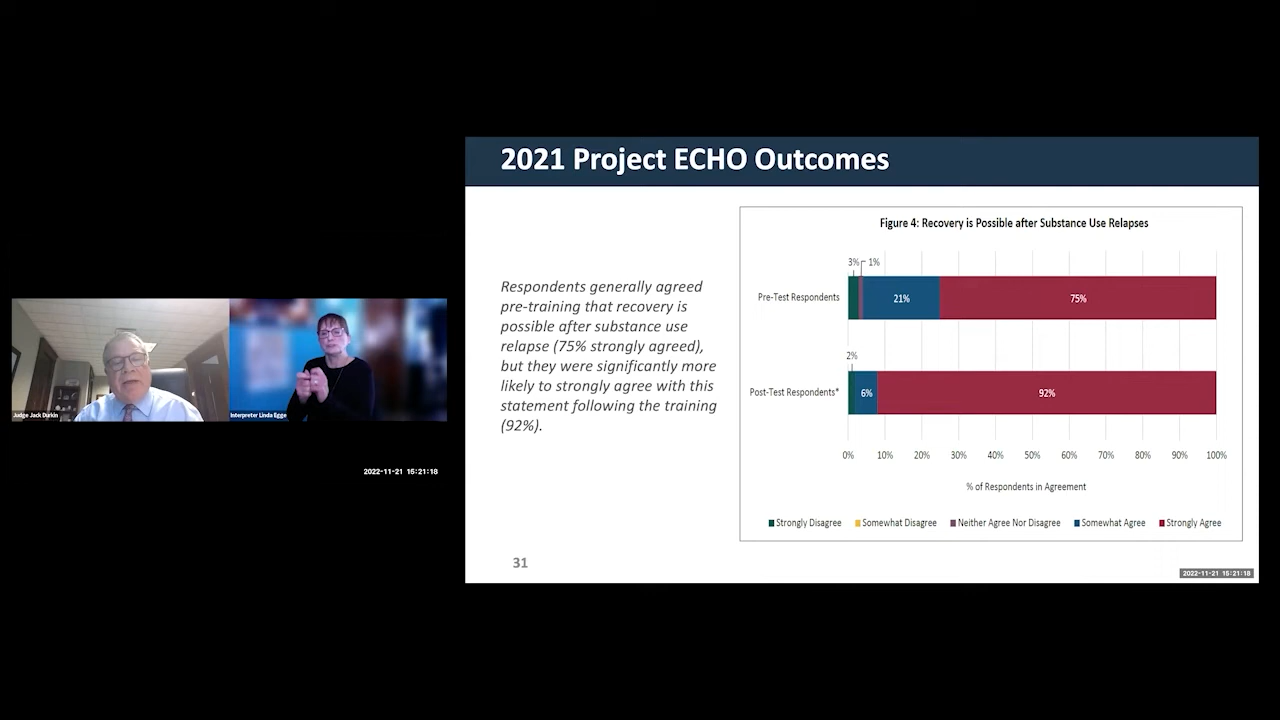 2021 Project ECHO Outcomes
Respondents generally agreed
pre-training that recovery is
possible after substance use
relapse (75% strongly agreed),
but they were significantly more
likely to strongly agree with this
statement following the training
(92%).
Figure 4: Recovery is Possible after Substance Use Relapses
3% 1%
Pre-Test Respondents 21% 75%
2%
Post-Test Respondents* 6% 92%
0% 10% 20% 30% 40% 50% 60% 70% 80% 90% 100%
% of Respondents in Agreement
Strongly Disagree Somewhat Disagree Neither Agree Nor Disagree Somewhat Agree Strongly Agree
31
2022-11-21 15:21:18
Judge Jack Durkin
Interpreter Linda Egge
2022-11-21 15:21:18